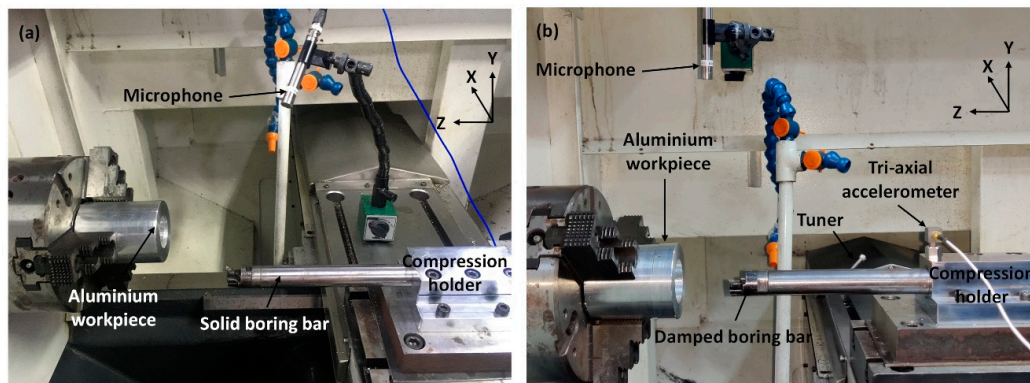 (a)
Microphone
Y
X
Z
Compression
holder
Aluminium
workpiece
Solid boring bar
(b)
Microphone
Y
X
Z
Aluminium
workpiece
Tri-axial
accelerometer
Tuner
Compression
holder
Damped boring bar